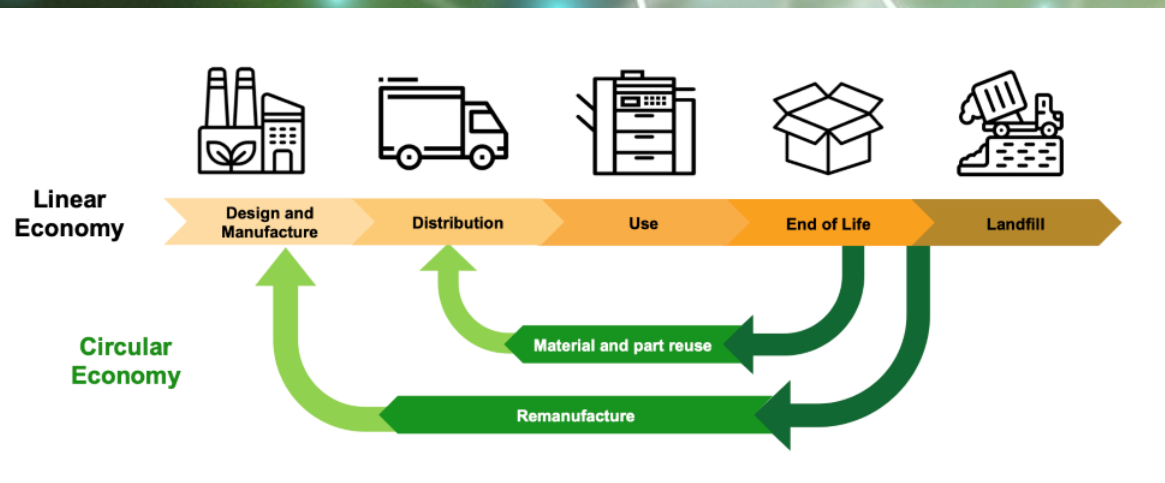 Linear
Economy
Design and
Manufacture
Distribution
Use
End of Life
Landfill
Circular
Economy
Material and part reuse
Remanufacture